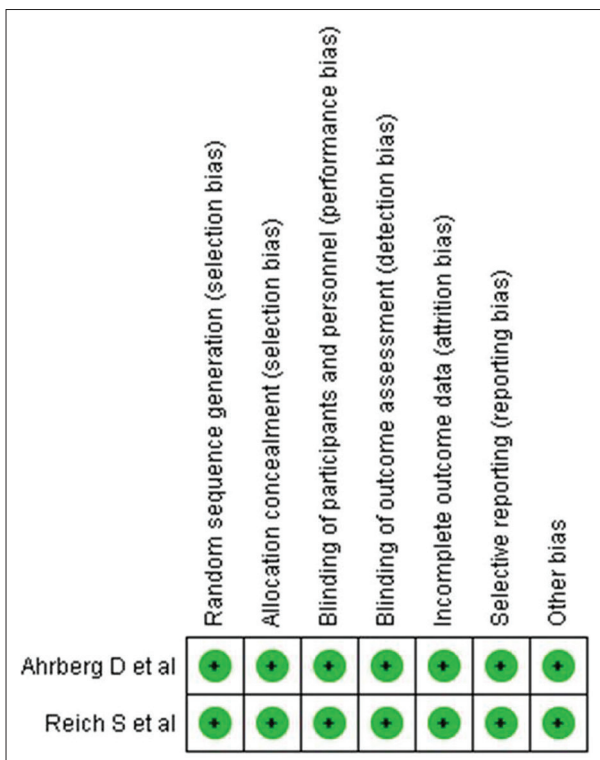 Random sequence generation (selection bias)
Allocation concealment (selection bias)
Blinding of participants and personnel (performance bias)
Blinding of outcome assessment (detection bias)
Incomplete outcome data (attrition bias)
Selective reporting (reporting bias)
Other bias
Ahrberg D et al + + + + + + +
Reich S et al + + + + + + +